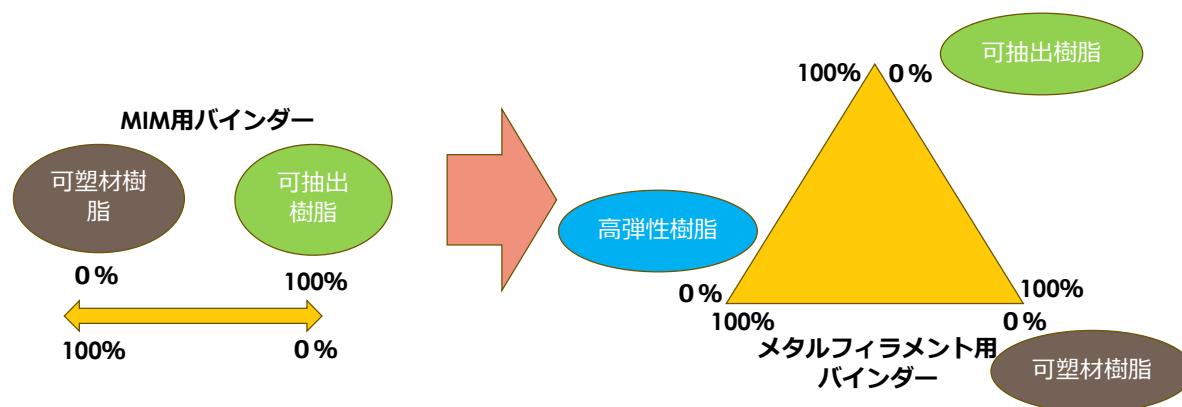 MIM用バインダー
可塑材樹
脂
可抽出
樹脂
0%
100%
100%
0%
可抽出樹脂
100%
0%
高弾性樹脂
0%
100%
100%
0%
メタルフィラメント用
バインダー
可塑材樹脂